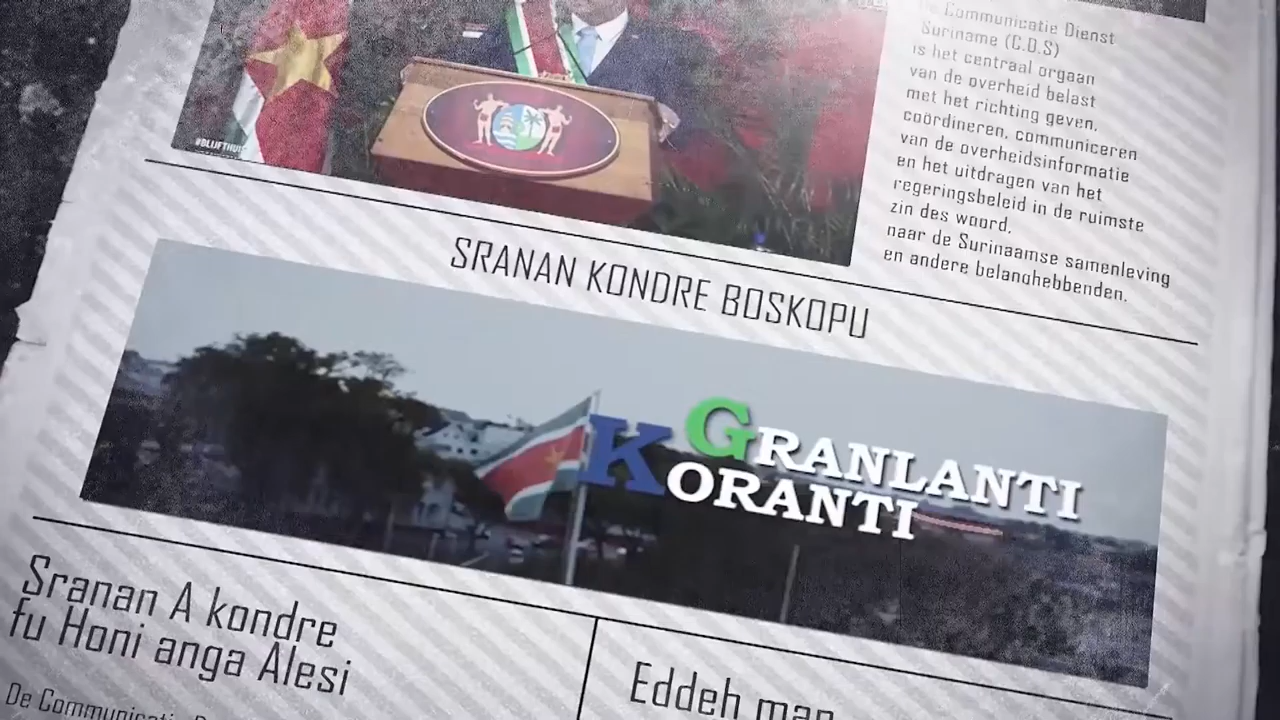 Communicatie Dienst
Suriname (C.D.S)
is het centraal orgaan
van de overheid belast
met het richting geven,
coördineren, communiceren
van de overheidsinformatie
en het uitdragen van het
regeringsbeleid in de ruimste
zin des woord,
naar de Surinaamse samenleving
en andere belanghebbenden.
SRANAN KONDRE BOSKOPU
GRANLANTI
KORANTI
Sranan A kondre
fu Honi anga Alesi
De
Eddeh man